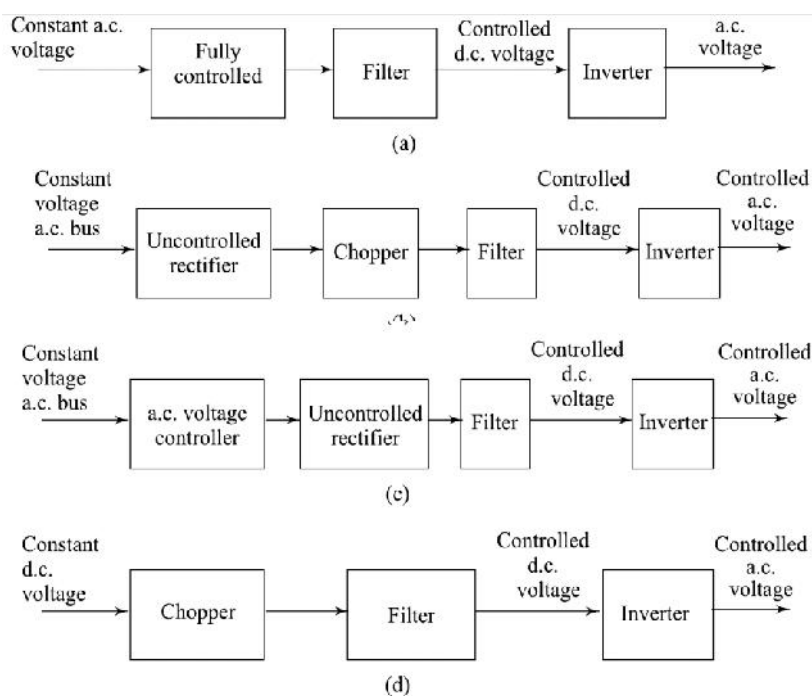 Constant a.c.
voltage
Fully
controlled
Filter
Controlled
d.c. voltage
Inverter
a.c.
voltage
(a)
Constant
voltage
a.c. bus
Uncontrolled
rectifier
Chopper
Filter
Controlled
d.c.
voltage
Inverter
Controlled
a.c.
voltage
Constant
voltage
a.c. bus
a.c. voltage
controller
Uncontrolled
rectifier
Filter
Controlled
d.c.
voltage
Inverter
Controlled
a.c.
voltage
(c)
Constant
d.c.
voltage
Chopper
Filter
Controlled
d.c.
voltage
Inverter
Controlled
a.c.
voltage
(d)